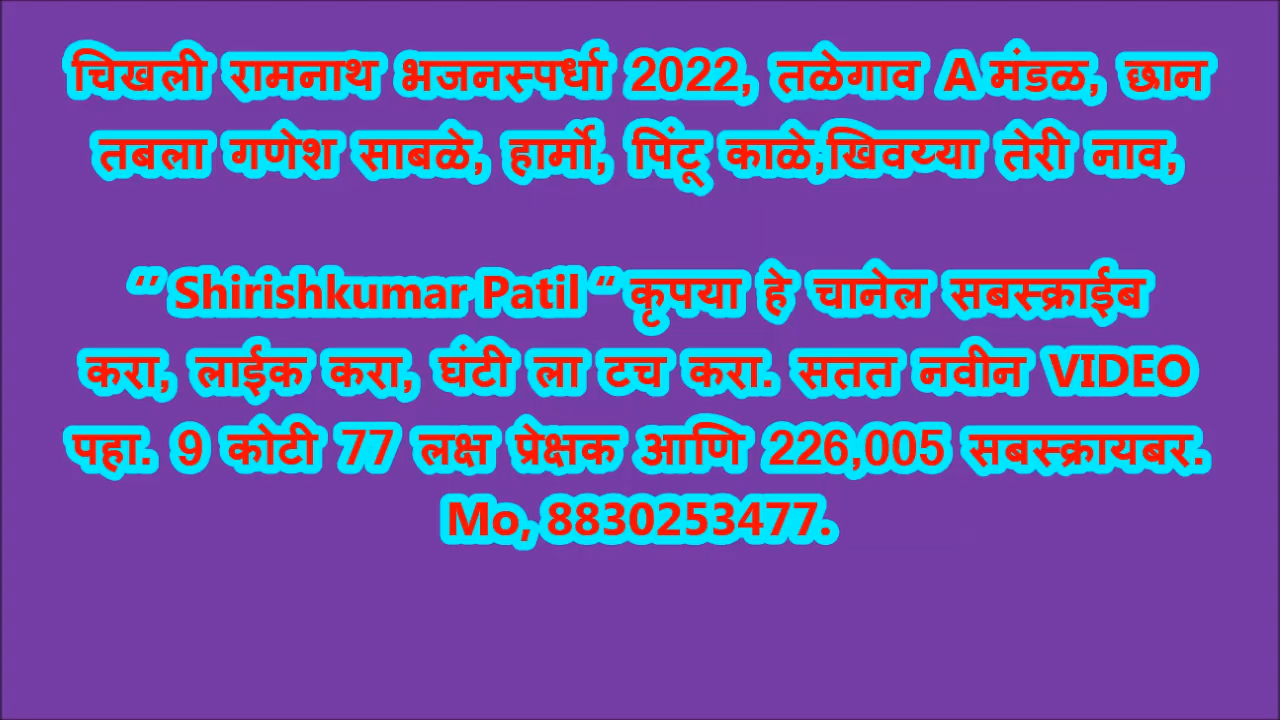 चिखली रामनाथ भजनस्पर्धा 2022, तळेगाव A मंडळ, छान
तबला गणेश साबळे, हार्मो, पिंटू काळे,खिवय्या तेरी नाव,
” Shirishkumar Patil “ कृपया हे चानेल सबस्क्राईब
करा, लाईक करा, घंटी ला टच करा. सतत नवीन VIDEO
पहा. 9 कोटी 77 लक्ष प्रेक्षक आणि 226,005 सबस्क्रायबर.
Mo, 8830253477.